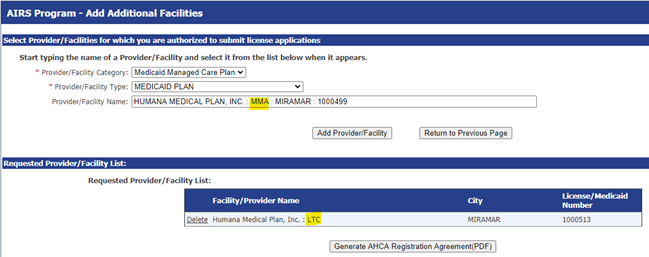 AIRS Program - Add Additional Facilities
Select Provider/Facilities for which you are authorized to submit license applications
Start typing the name of a Provider/Facility and select it from the list below when it appears.
* Provider/Facility Category: Medicaid Managed Care Plan
* Provider/Facility Type: MEDICAID PLAN
Provider/Facility Name: HUMANA MEDICAL PLAN, INC. : MMA : MIRAMAR : 1000499
Add Provider/Facility Return to Previous Page
Requested Provider/Facility List:
Requested Provider/Facility List:
Facility/Provider Name City License/Medicaid Number
Delete Humana Medical Plan, Inc. : LTC MIRAMAR 1000513
Generate AHCA Registration Agreement(PDF)